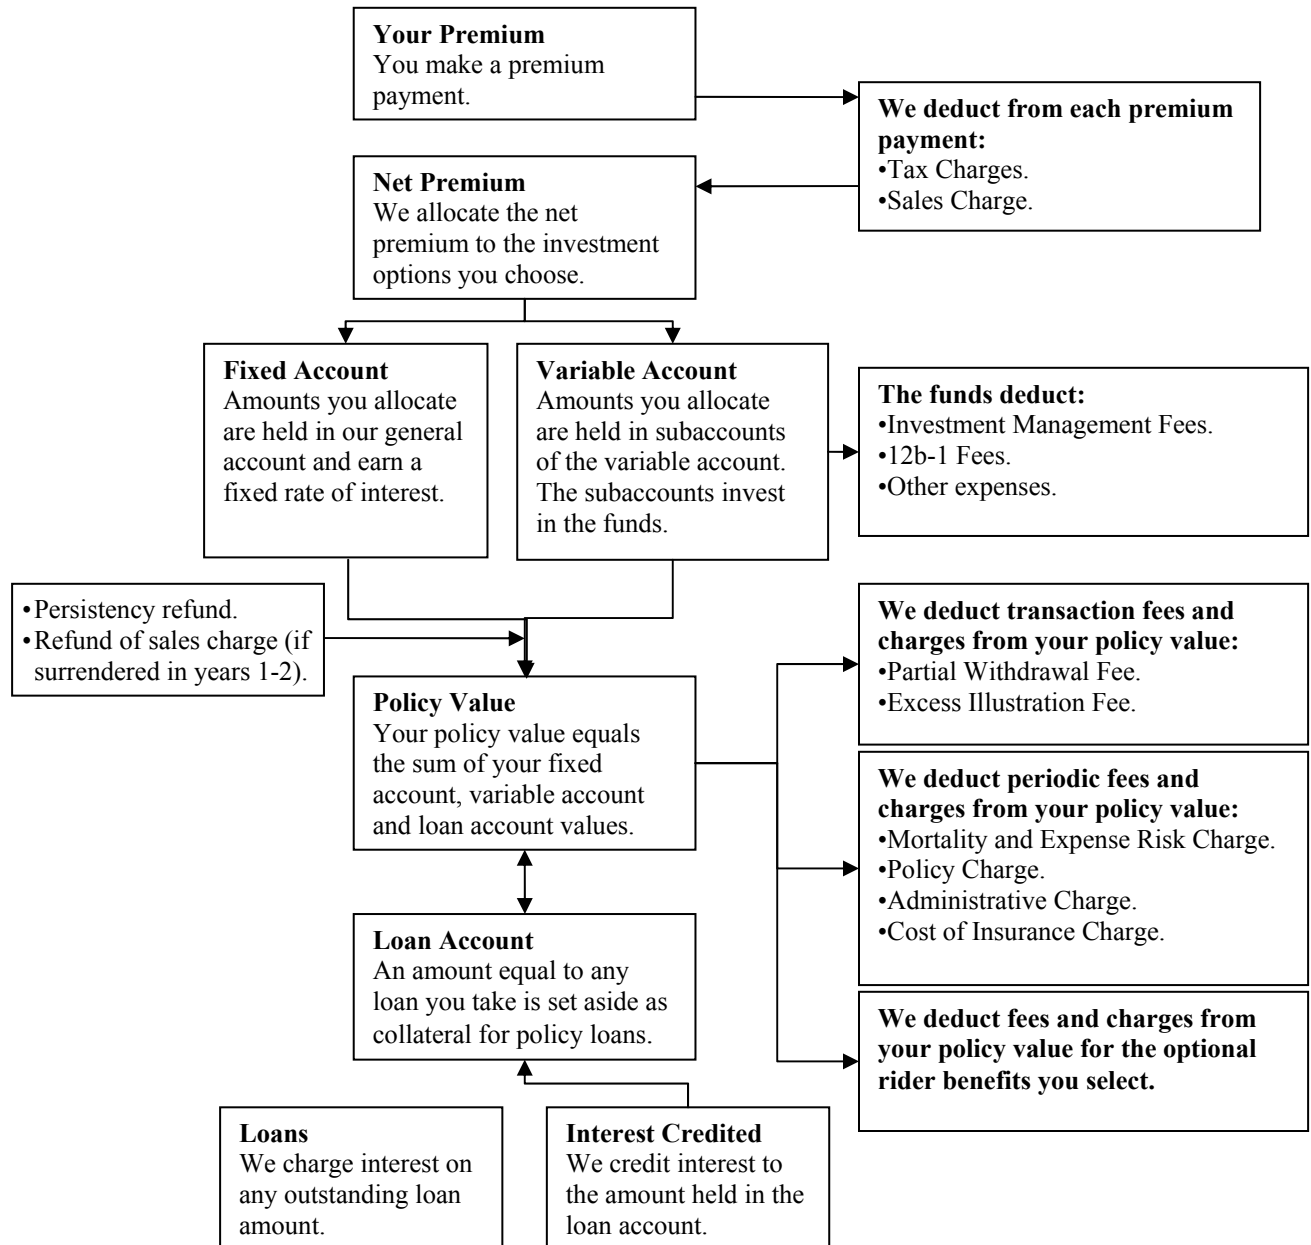 Your Premium
You make a premium
payment.
We deduct from each premium
payment:
•Tax Charges.
•Sales Charge.
Net Premium
We allocate the net
premium to the investment
options you choose.
Fixed Account
Amounts you allocate
are held in our general
account and earn a
fixed rate of interest.
Variable Account
Amounts you allocate
are held in subaccounts
of the variable account.
The subaccounts invest
in the funds.
The funds deduct:
•Investment Management Fees.
•12b-1 Fees.
•Other expenses.
•Persistency refund.
•Refund of sales charge (if
surrendered in years 1-2).
We deduct transaction fees and
charges from your policy value:
•Partial Withdrawal Fee.
•Excess Illustration Fee.
Policy Value
Your policy value equals
the sum of your fixed
account, variable account
and loan account values.
We deduct periodic fees and
charges from your policy value:
•Mortality and Expense Risk Charge.
•Policy Charge.
•Administrative Charge.
•Cost of Insurance Charge.
Loan Account
An amount equal to any
loan you take is set aside as
collateral for policy loans.
We deduct fees and charges from
your policy value for the optional
rider benefits you select.
Loans
We charge interest on
any outstanding loan
amount.
Interest Credited
We credit interest to
the amount held in the
loan account.